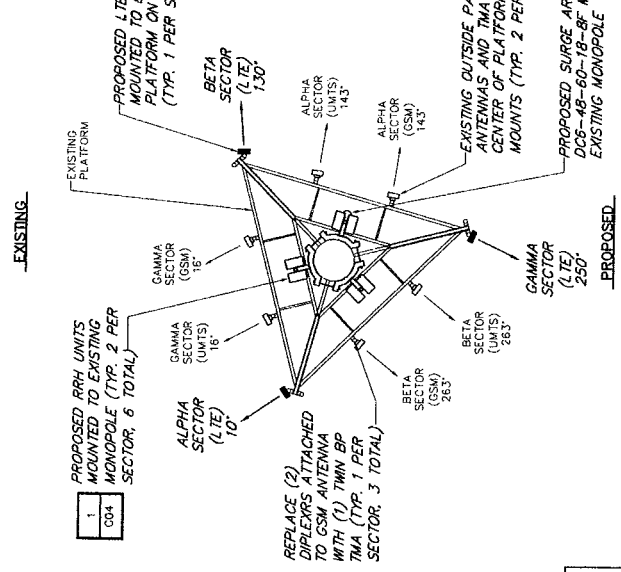 EXISTING
PROPOSED LTE
MOUNTED TO
PLATFORM ON
(TYP. 1 PER S
EXISTING
PLATFORM
BETA
SECTOR
(LTE)
130°
PROPOSED RRH UNITS
MOUNTED TO EXISTING
MONOPOLE (TYP. 2 PER
SECTOR, 6 TOTAL)
1
C04
GAMMA
SECTOR
(GSM)
16°
GAMMA
SECTOR
(UMTS)
16°
ALPHA
SECTOR
(UMTS)
143°
ALPHA
SECTOR
(GSM)
143°
ALPHA
SECTOR
(LTE)
10°
EXISTING OUTSIDE PA
ANTENNAS AND TMA
CENTER OF PLATFORM
MOUNTS (TYP. 2 PER
PROPOSED SURGE AR
DC6-48-60-18-8F M
EXISTING MONOPOLE
REPLACE (2)
DIPLEXRS ATTACHED
TO GSM ANTENNA
WITH (1) TWIN BP
TMA (TYP. 1 PER
SECTOR, 3 TOTAL)
BETA
SECTOR
(GSM)
263°
BETA
SECTOR
(UMTS)
263°
GAMMA
SECTOR
(LTE)
250°
PROPOSED